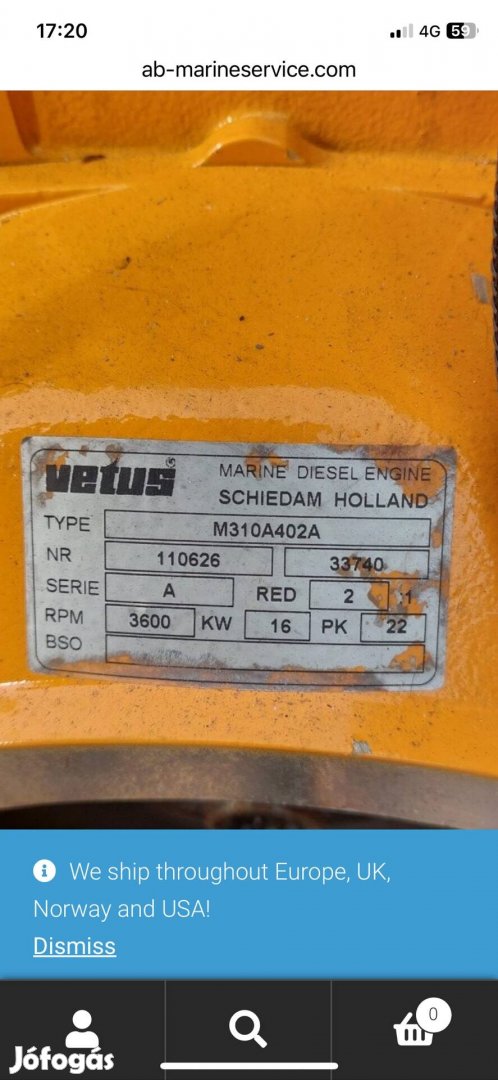 17:20
4G 59
ab-marineservice.com
vetus® MARINE DIESEL ENGINE
SCHIEDAM HOLLAND
TYPE M310A402A
NR 110626 33740
SERIE A RED 2 :1
RPM 3600 KW 16 PK 22
BSO
We ship throughout Europe, UK,
Norway and USA!
Dismiss
0
Jófogás